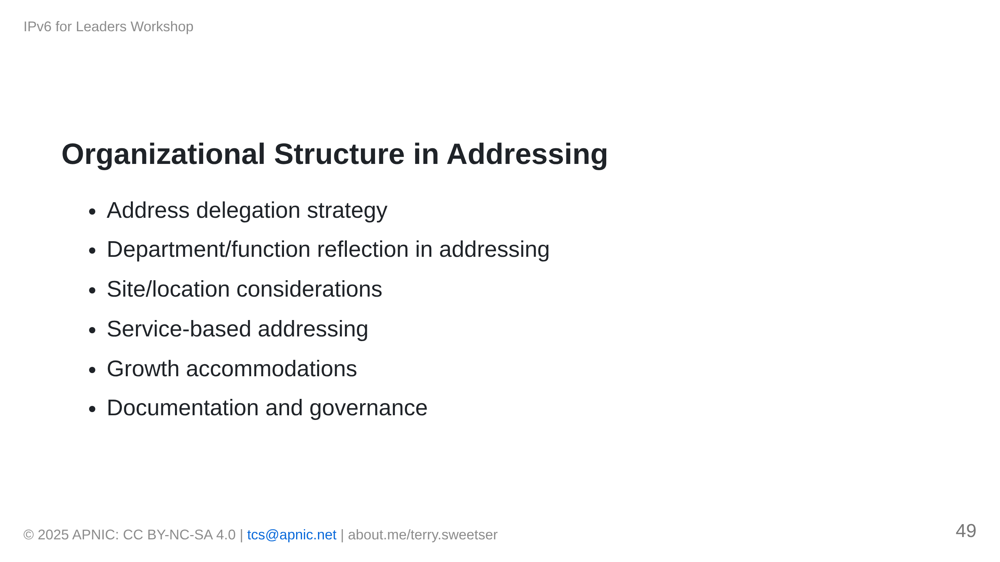 IPv6 for Leaders Workshop
Organizational Structure in Addressing
• Address delegation strategy
• Department/function reflection in addressing
• Site/location considerations
• Service-based addressing
• Growth accommodations
• Documentation and governance
© 2025 APNIC: CC BY-NC-SA 4.0 | tcs@apnic.net | about.me/terry.sweetser
49